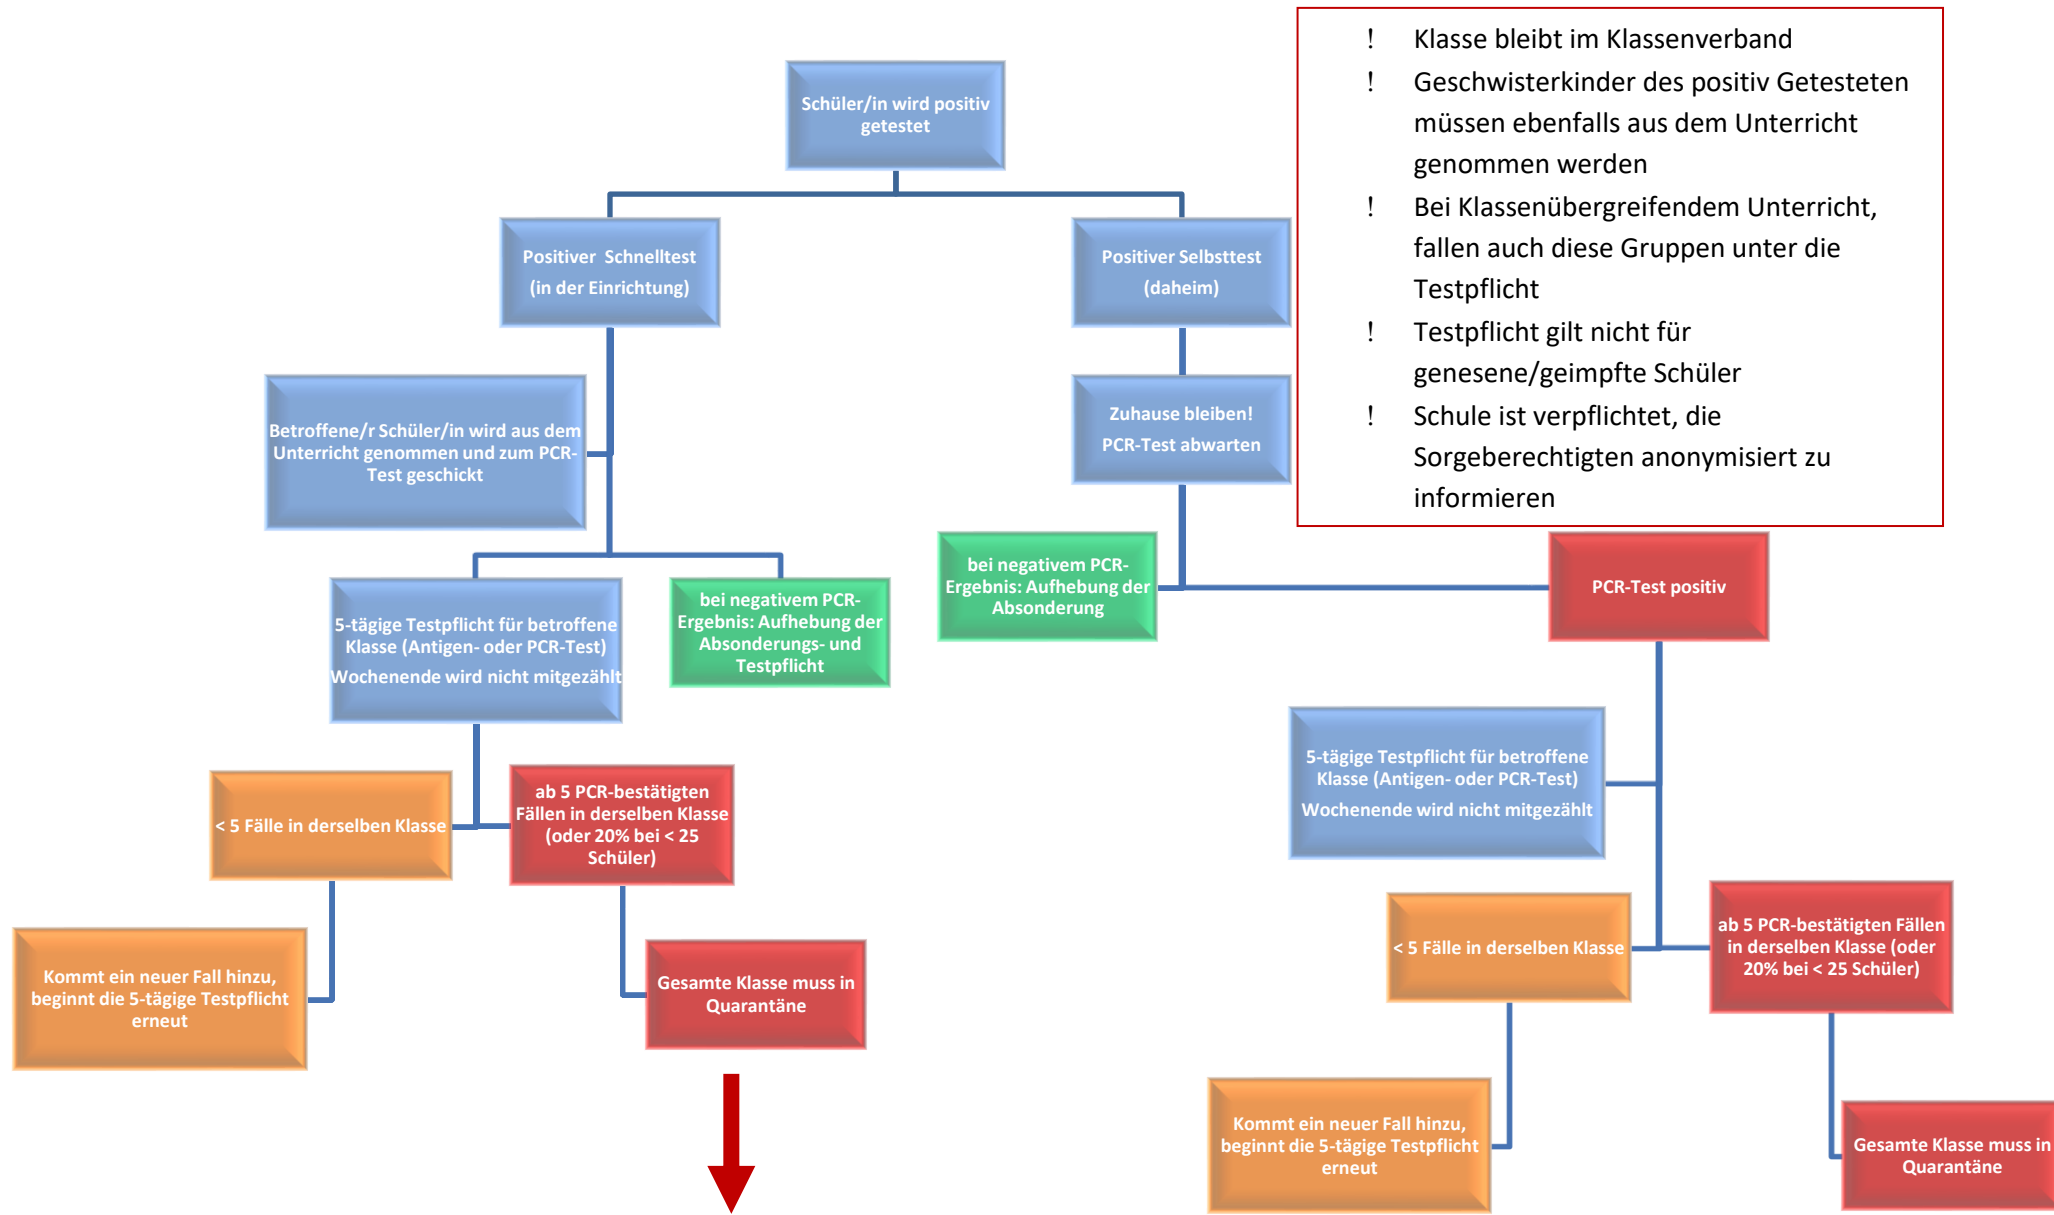 Schüler/in wird positiv
getestet
! Klasse bleibt im Klassenverband
! Geschwisterkinder des positiv Getesteten
müssen ebenfalls aus dem Unterricht
genommen werden
! Bei Klassenübergreifendem Unterricht,
fallen auch diese Gruppen unter die
Testpflicht
! Testpflicht gilt nicht für
genesene/geimpfte Schüler
! Schule ist verpflichtet, die
Sorgeberechtigten anonymisiert zu
informieren
Positiver Schnelltest
(in der Einrichtung)
Positiver Selbsttest
(daheim)
Betroffene/r Schüler/in wird aus dem
Unterricht genommen und zum PCR-
Test geschickt
Zuhause bleiben!
PCR-Test abwarten
5-tägige Testpflicht für betroffene
Klasse (Antigen- oder PCR-Test)
Wochenende wird nicht mitgezählt
bei negativem PCR-
Ergebnis: Aufhebung der
Absonderungs- und
Testpflicht
bei negativem PCR-
Ergebnis: Aufhebung der
Absonderung
PCR-Test positiv
< 5 Fälle in derselben Klasse
ab 5 PCR-bestätigten
Fällen in derselben Klasse
(oder 20% bei < 25
Schüler)
Kommt ein neuer Fall hinzu,
beginnt die 5-tägige Testpflicht
erneut
Gesamte Klasse muss in
Quarantäne
5-tägige Testpflicht für betroffene
Klasse (Antigen- oder PCR-Test)
Wochenende wird nicht mitgezählt
< 5 Fälle in derselben Klasse
ab 5 PCR-bestätigten Fällen
in derselben Klasse (oder
20% bei < 25 Schüler)
Kommt ein neuer Fall hinzu,
beginnt die 5-tägige Testpflicht
erneut
Gesamte Klasse muss in
Quarantäne